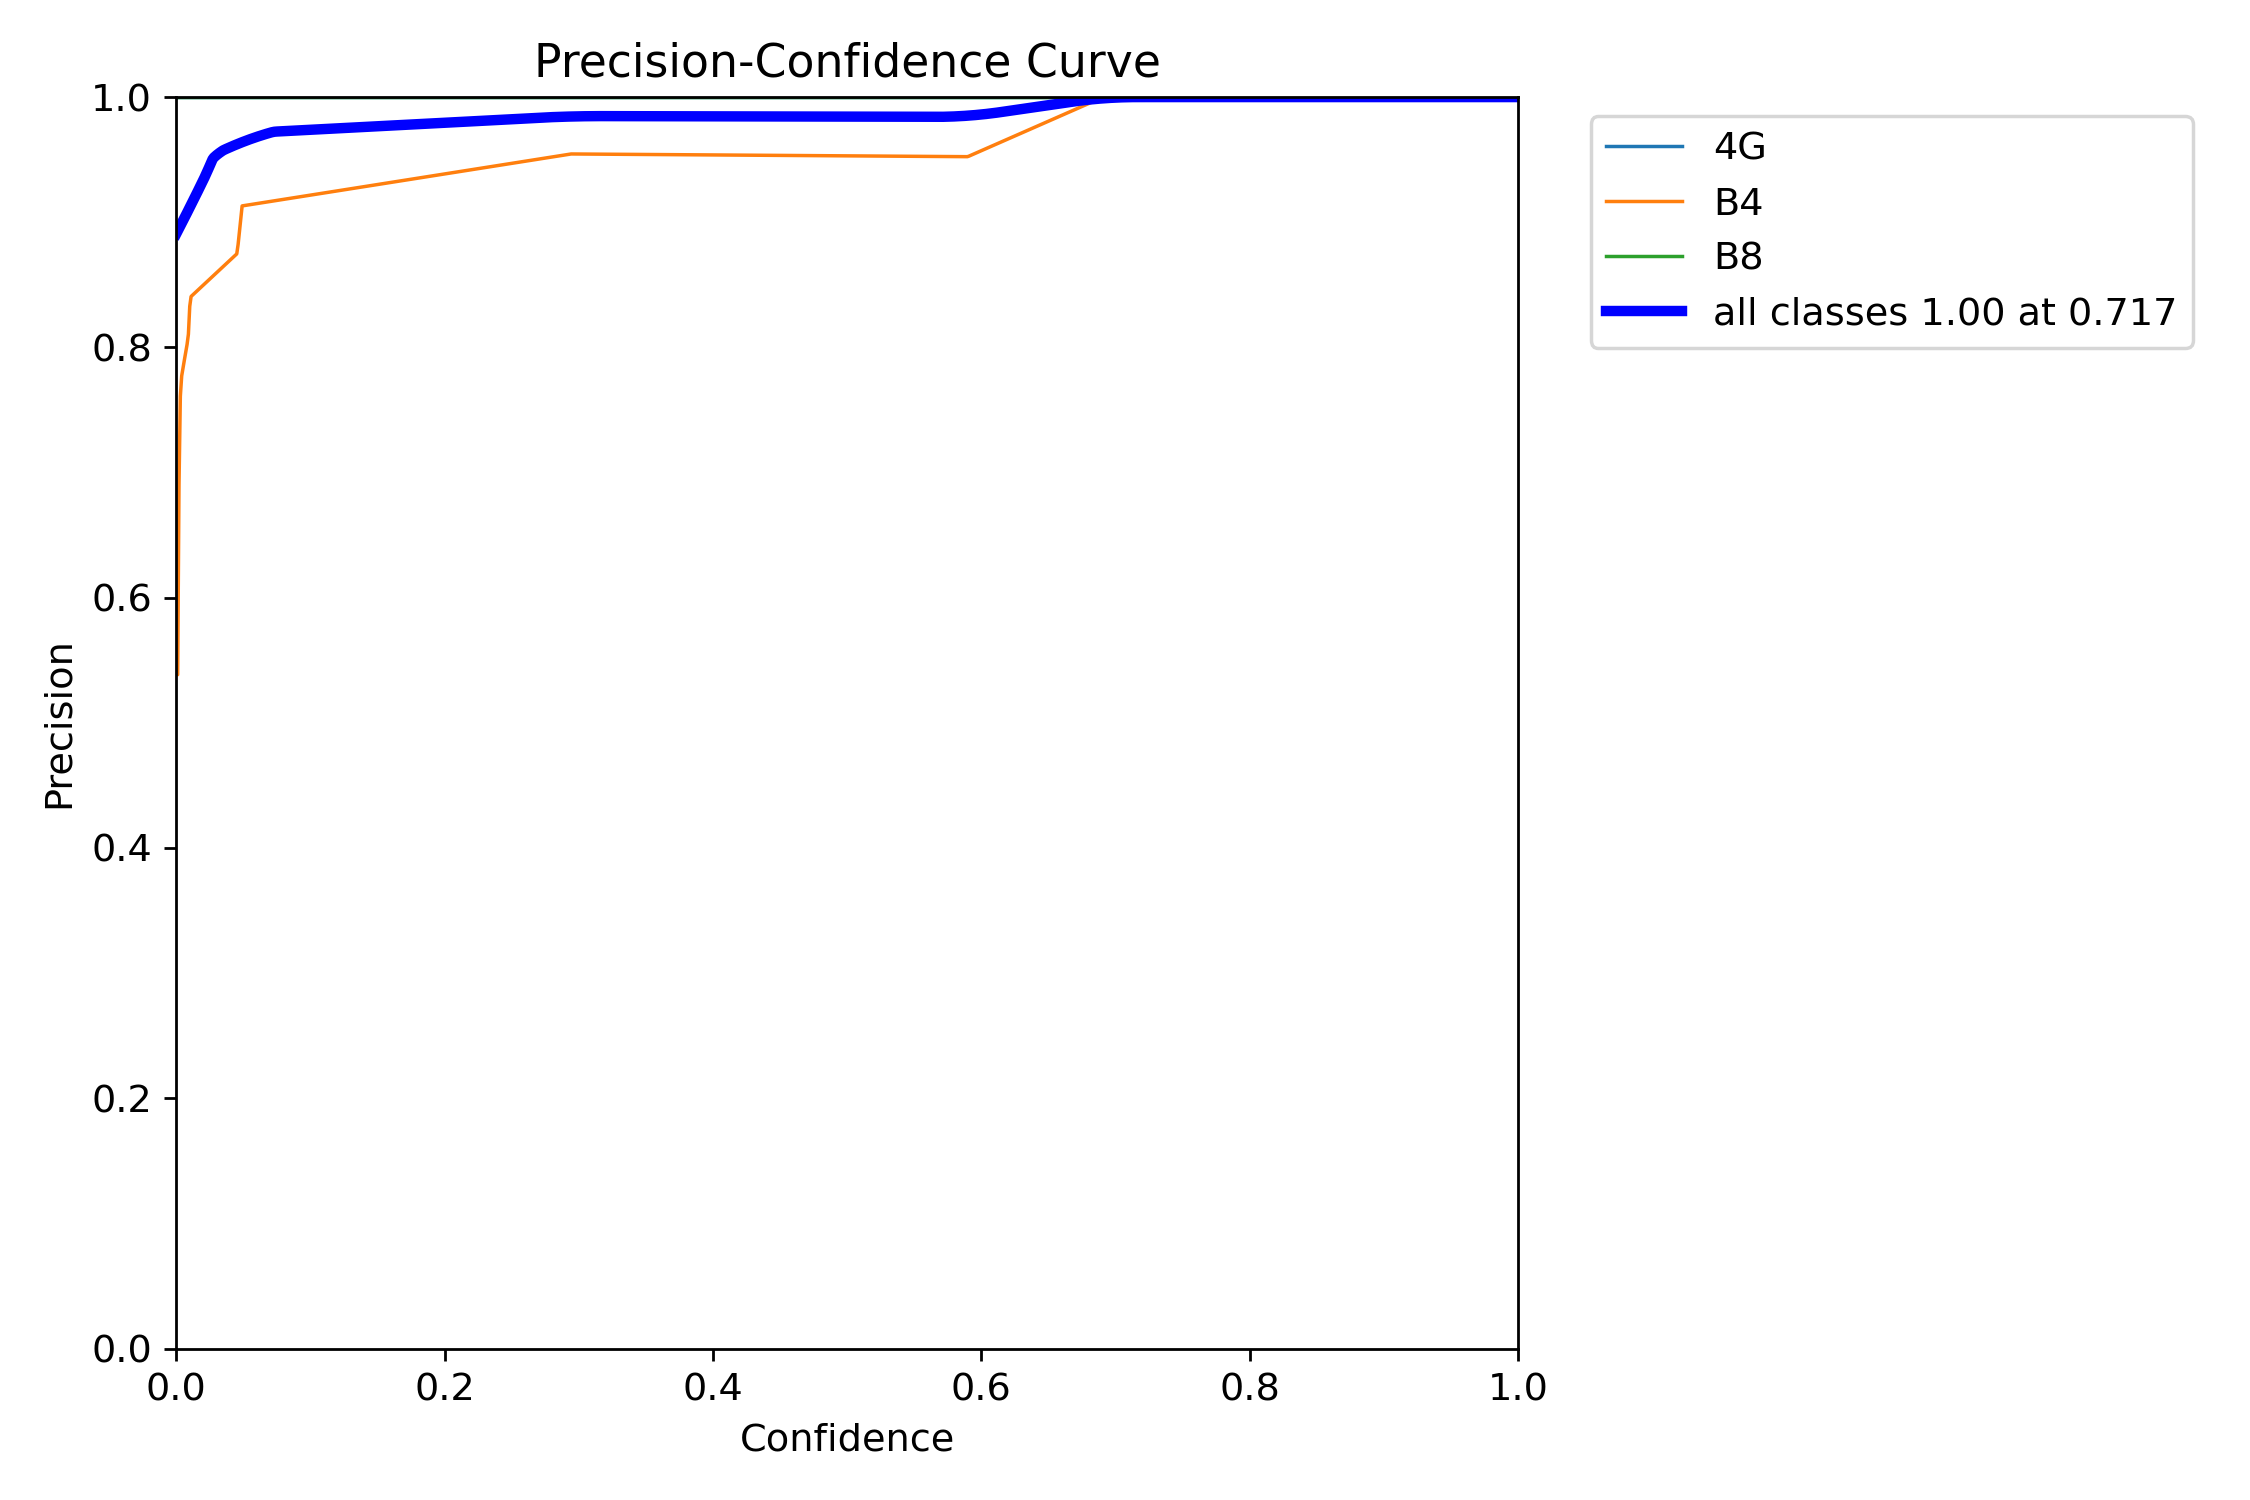 Precision-Confidence Curve
1.0
0.8
0.6
0.4
0.2
0.0
Precision
0.0 0.2 0.4 0.6 0.8 1.0
Confidence
4G
B4
B8
all classes 1.00 at 0.717